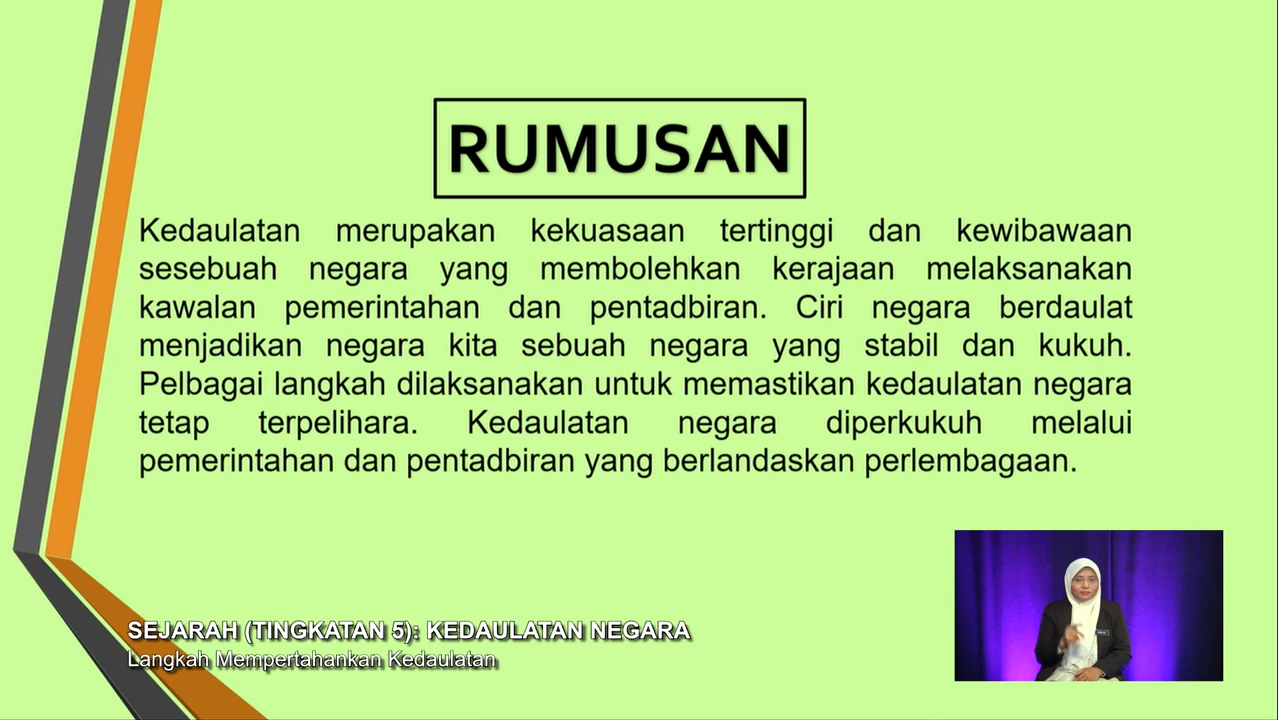 RUMUSAN
Kedaulatan merupakan kekuasaan tertinggi dan kewibawaan
sesebuah negara yang membolehkan kerajaan melaksanakan
kawalan pemerintahan dan pentadbiran. Ciri negara berdaulat
menjadikan negara kita sebuah negara yang stabil dan kukuh.
Pelbagai langkah dilaksanakan untuk memastikan kedaulatan negara
tetap terpelihara. Kedaulatan negara diperkukuh melalui
pemerintahan dan pentadbiran yang berlandaskan perlembagaan.
SEJARAH (TINGKATAN 5): KEDAULATAN NEGARA
Langkah Mempertahankan Kedaulatan